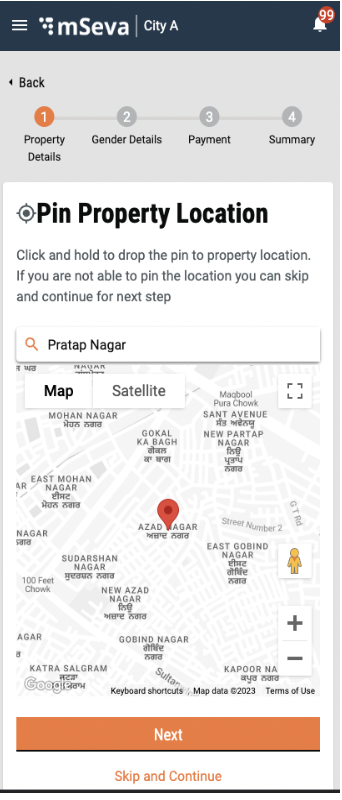 mSeva | City A
99
Back
1 2 3 4
Property Details
Gender Details
Payment
Summary
Pin Property Location
Click and hold to drop the pin to property location.
If you are not able to pin the location you can skip
and continue for next step
Pratap Nagar
NAGAR
Map
Satellite
Maqbool
Pura Chowk
MOHAN NAGAR
ਮੋਹਨ ਨਗਰ
SANT AVENUE
ਸੰਤ ਅਵੇਨਯੂ
GOKAL
KA BAGH
ਗੋਕਲ
ਕਾ ਬਾਗ
NEW PARTAP
NAGAR
ਨਿਊ
ਪ੍ਰਤਾਪ
ਨਗਰ
EAST MOHAN
NAGAR
ਈਸਟ
ਮੋਹਨ ਨਗਰ
G T Rd
AZAD NAGAR
ਅਜ਼ਾਦ ਨਗਰ
Street Number 2
NAGAR
ਨਗਰ
EAST GOBIND
NAGAR
ਈਸਟ
ਗੋਬਿੰਦ
ਨਗਰ
SUDARSHAN
NAGAR
ਸੁਦਰਸ਼ਨ ਨਗਰ
100 Feet
Chowk
NEW AZAD
NAGAR
ਨਿਊ
ਅਜ਼ਾਦ ਨਗਰ
AGAR
GOBIND NAGAR
ਗੋਬਿੰਦ
ਨਗਰ
KATRA SALGRAM
ਕਟੜਾ
Sultan
KAPOOR NA
ਕਪੂਰ ਨਗਰ
Google
Keyboard shortcuts
Map data ©2023
Terms of Use
Next
Skip and Continue